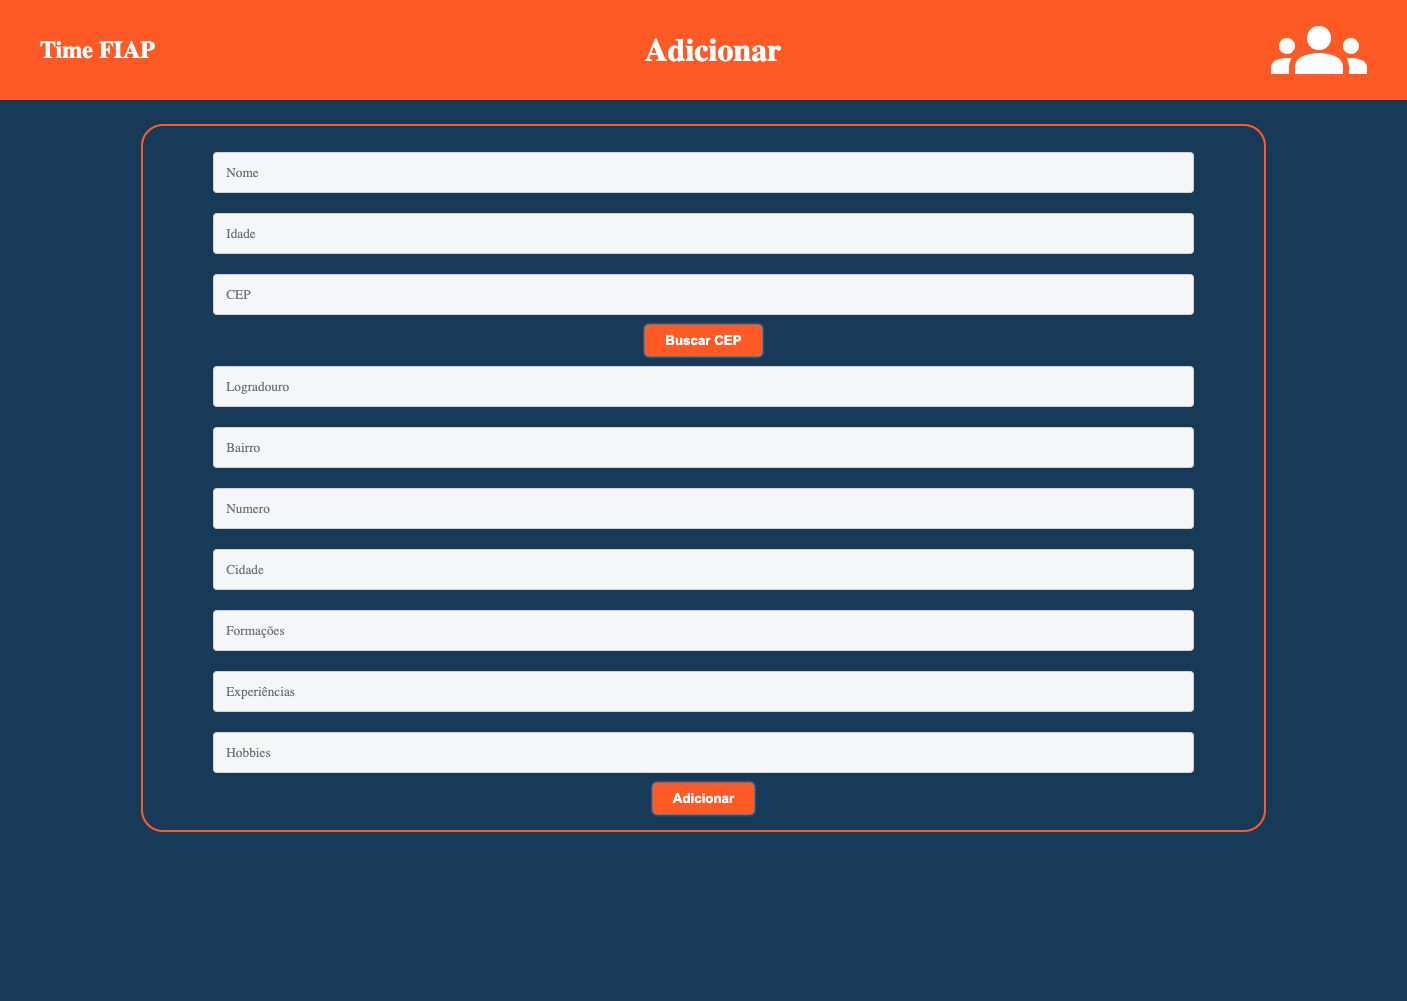 Time FIAP
Adicionar
Nome
Idade
CEP
Buscar CEP
Logradouro
Bairro
Numero
Cidade
Formações
Experiências
Hobbies
Adicionar